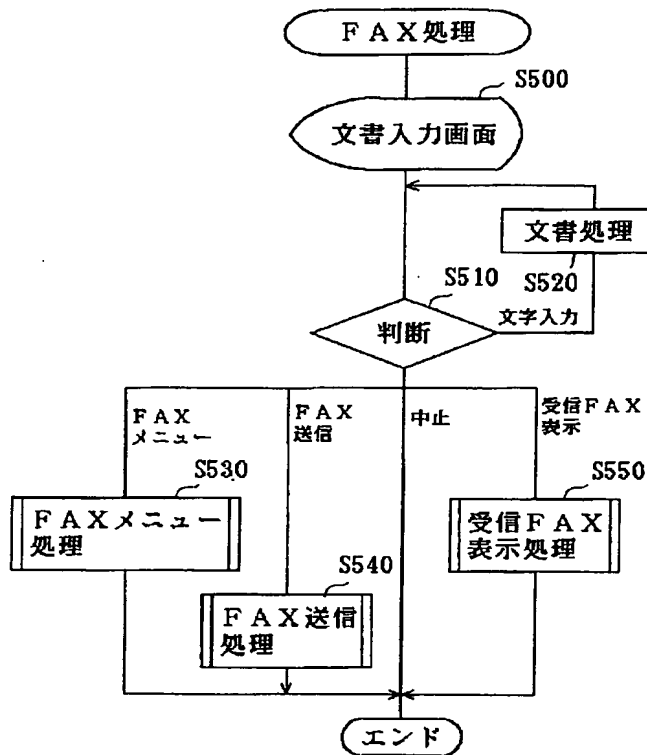 ＦＡＸ処理
S500
文書入力画面
文書処理
S520
S510
判断
文字入力
ＦＡＸ
メニュー
ＦＡＸ
送信
中止
受信ＦＡＸ
表示
S530
ＦＡＸメニュー
処理
S540
ＦＡＸ送信
処理
S550
受信ＦＡＸ
表示処理
エンド